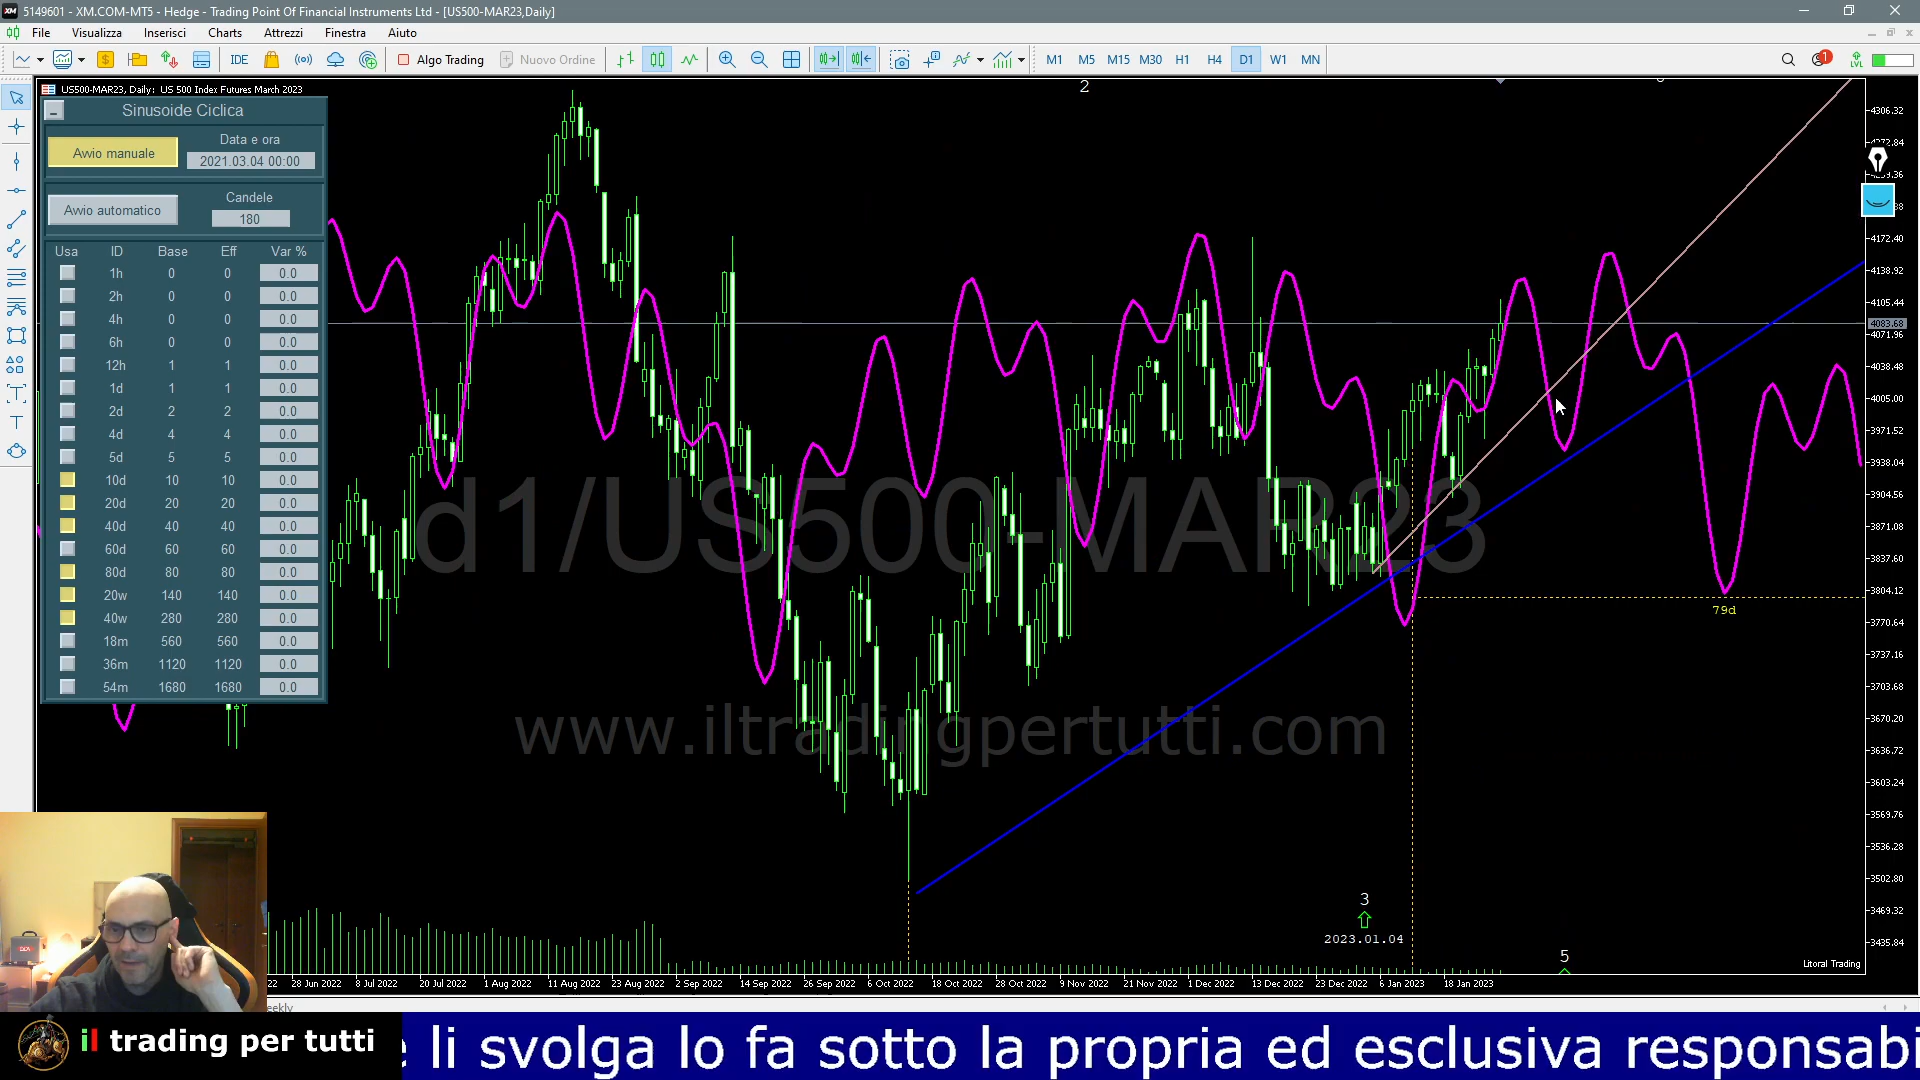 5149601 - XM.COM-MT5 - Hedge - Trading Point Of Financial Instruments Ltd - [US500-MAR23,Daily]
File Visualizza Inserisci Charts Attrezzi Finestra Aiuto
IDE Algo Trading Nuovo Ordine M1 M5 M15 M30 H1 H4 D1 W1 MN
US500-MAR23, Daily: US 500 Index Futures March 2023
2
Sinusoide Ciclica
Avvio manuale
Data e ora
2021.03.04 00:00
Avvio automatico
Candele
180
Usa ID Base Eff Var %
1h 0 0 0.0
2h 0 0 0.0
4h 0 0 0.0
6h 0 0 0.0
12h 1 1 0.0
1d 1 1 0.0
2d 2 2 0.0
4d 4 4 0.0
5d 5 5 0.0
10d 10 10 0.0
20d 20 20 0.0
40d 40 40 0.0
60d 60 60 0.0
80d 80 80 0.0
20w 140 140 0.0
40w 280 280 0.0
18m 560 560 0.0
36m 1120 1120 0.0
54m 1680 1680 0.0
4306.32
4172.40
4138.92
4105.44
4083.68
4071.96
4038.48
4005.00
3971.52
3938.04
3904.56
3871.08
3837.60
3804.12
3770.64
3737.16
3703.68
3670.20
3636.72
3603.24
3569.76
3536.28
3502.80
3469.32
3435.84
d1/US500-MAR23
www.iltradingpertutti.com
79d
3
2023.01.04
5
Litoral Trading
28 Jun 2022 8 Jul 2022 20 Jul 2022 1 Aug 2022 11 Aug 2022 23 Aug 2022 2 Sep 2022 14 Sep 2022 26 Sep 2022 6 Oct 2022 18 Oct 2022 28 Oct 2022 9 Nov 2022 21 Nov 2022 1 Dec 2022 13 Dec 2022 23 Dec 2022 6 Jan 2023 18 Jan 2023
il trading per tutti
e li svolga lo fa sotto la propria ed esclusiva responsabi